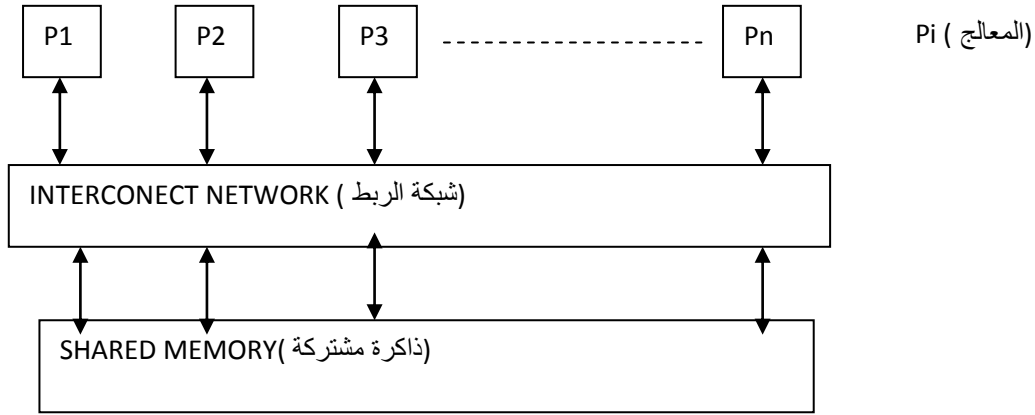 P1 P2 P3 Pn Pi ( المعالج)
INTERCONECT NETWORK ( شبكة الربط)
SHARED MEMORY( ذاكرة مشتركة)